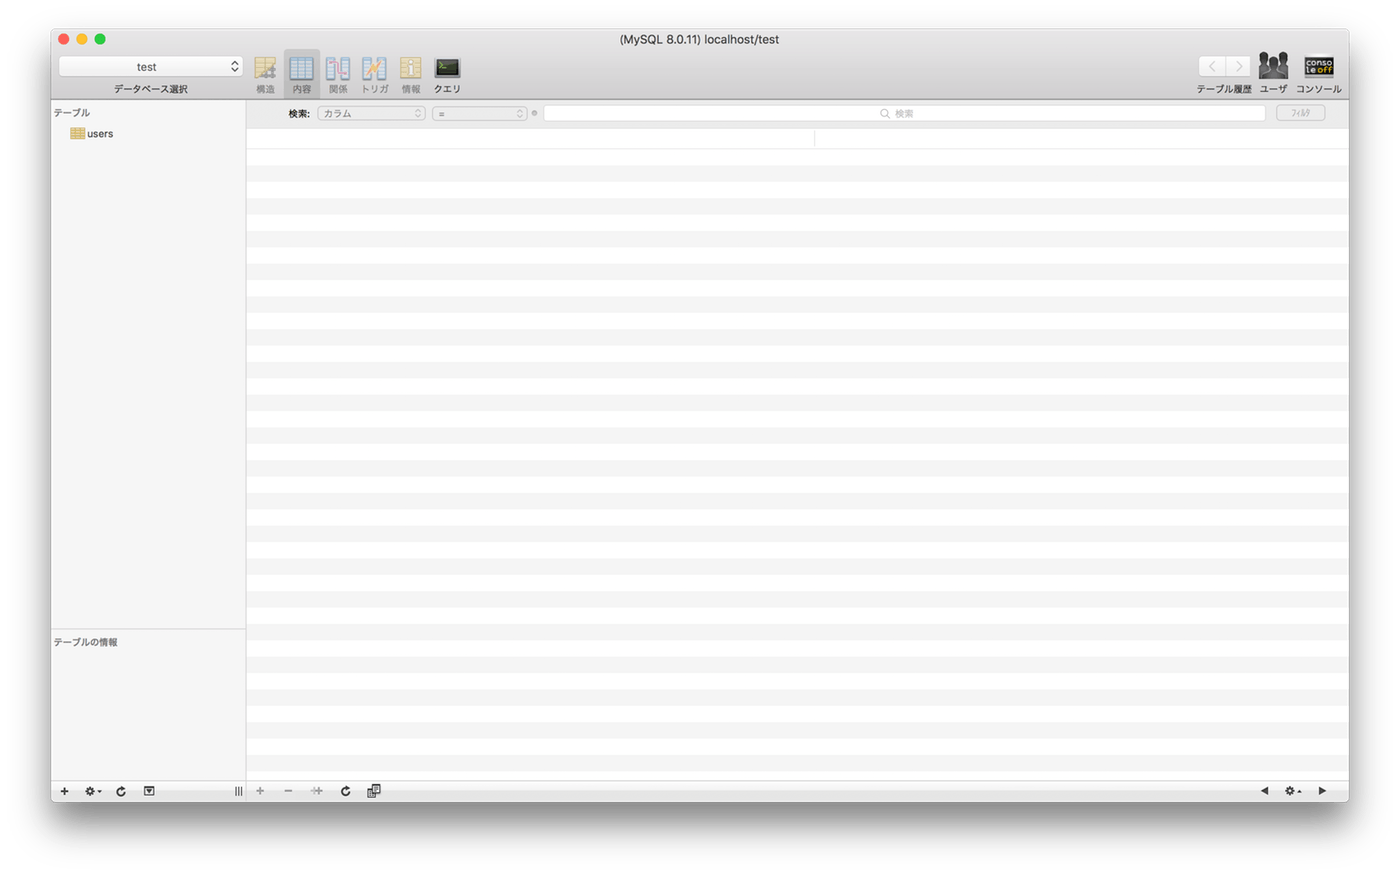 (MySQL 8.0.11) localhost/test
test
データベース選択
構造
内容
関係
トリガ
情報
クエリ
テーブル履歴
ユーザ
conso
le off
コンソール
テーブル
users
検索:
カラム
=
検索
フィルタ
テーブルの情報